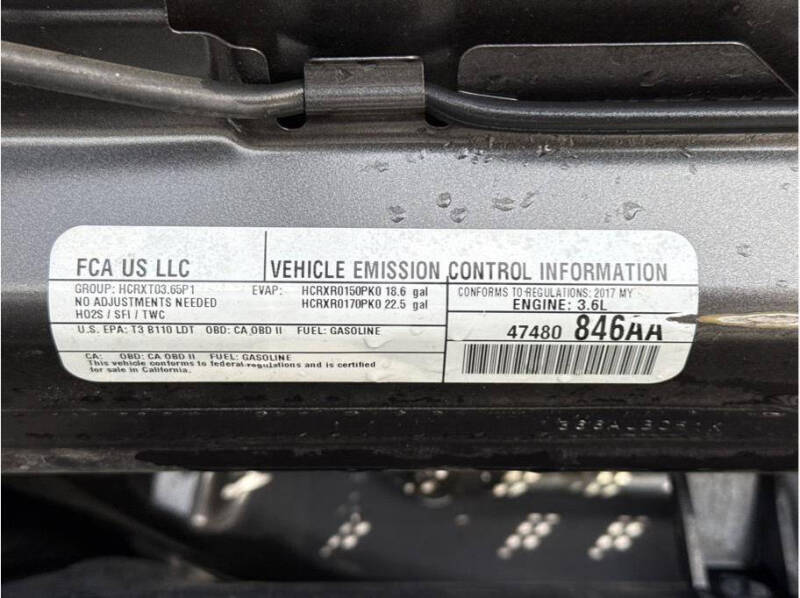 FCA US LLC
VEHICLE EMISSION CONTROL INFORMATION
GROUP: HCRXT03.65P1
NO ADJUSTMENTS NEEDED
HO2S / SFI / TWC
EVAP: HCRXR0150PK0 18.6 gal
HCRXR0170PK0 22.5 gal
U.S. EPA: T3 B110 LDT OBD: CA OBD II FUEL: GASOLINE
CA: OBD: CA OBD II FUEL: GASOLINE
This vehicle conforms to federal regulations and is certified
for sale in California.
CONFORMS TO REGULATIONS: 2017 MY
ENGINE: 3.6L
47480 846AA